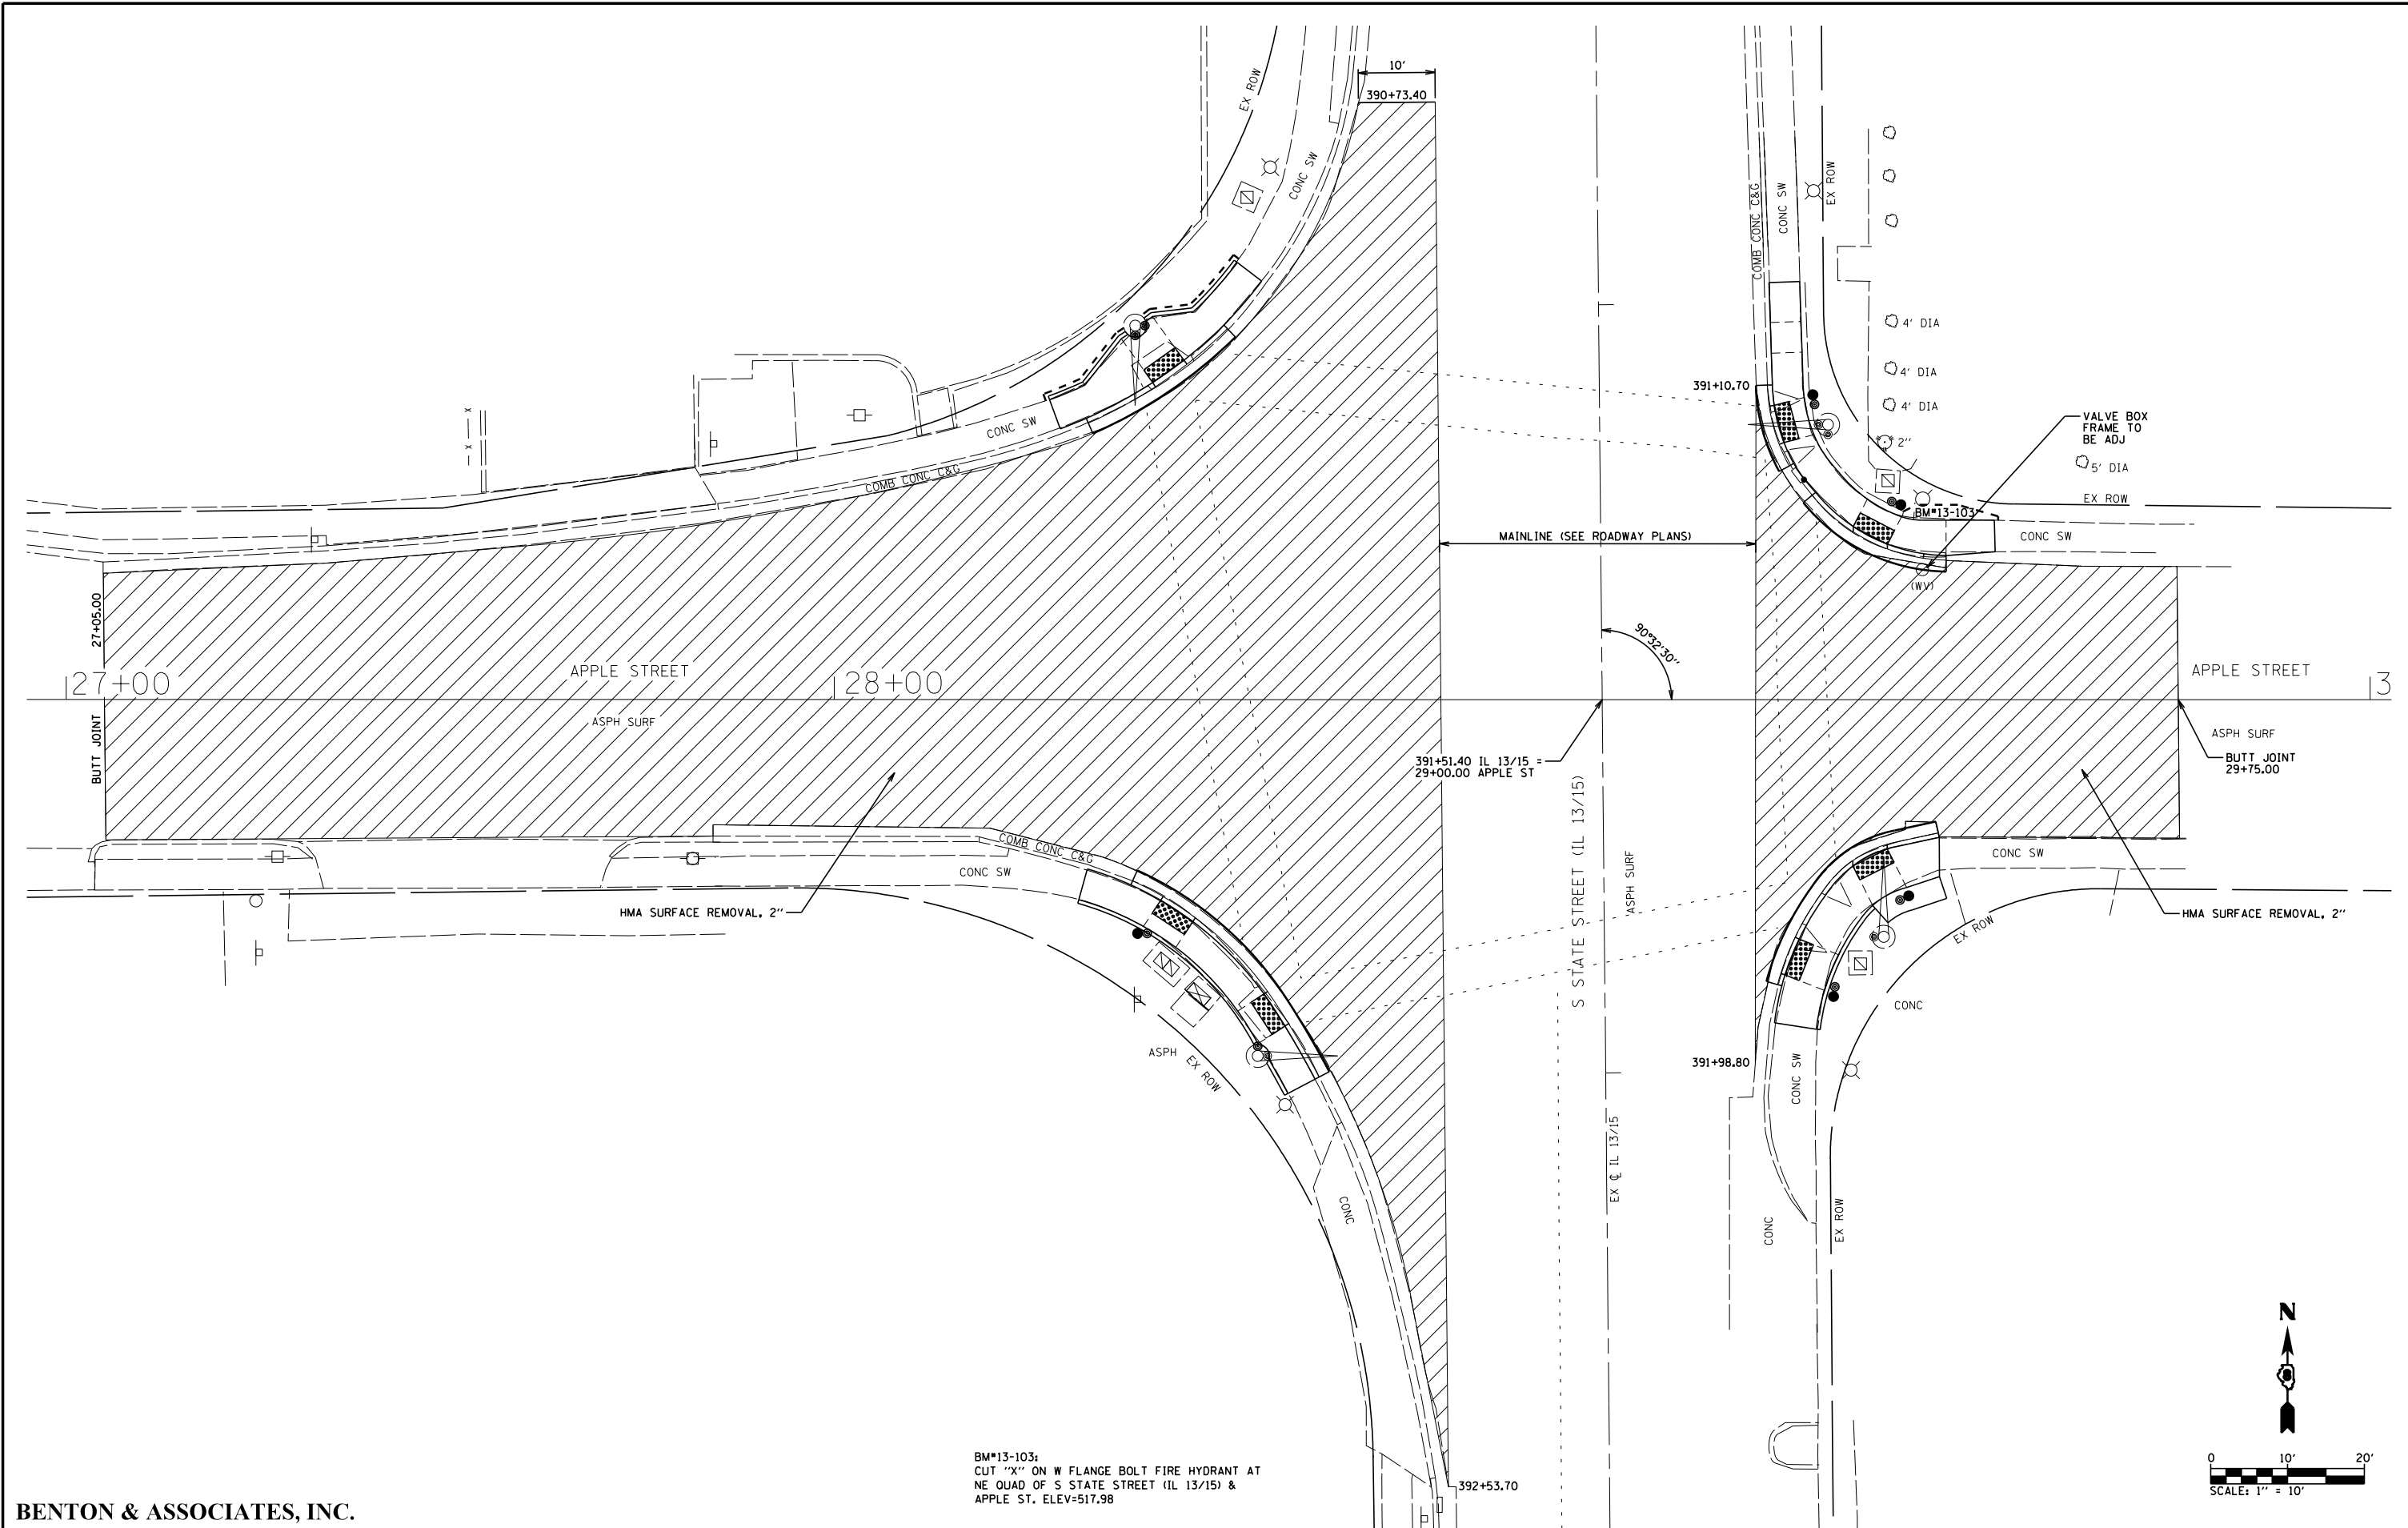 10'
390+73.40
EX ROW
CONC SW
COMB CONC C&G
CONC SW
EX ROW
4' DIA
4' DIA
4' DIA
2"
5' DIA
391+10.70
VALVE BOX
FRAME TO
BE ADJ
EX ROW
BM#13-103
CONC SW
(WV)
x — x
CONC SW
COMB CONC C&G
MAINLINE (SEE ROADWAY PLANS)
27+05.00
BUTT JOINT
90°32'30"
27+00
APPLE STREET
28+00
APPLE STREET
3
ASPH SURF
ASPH SURF
BUTT JOINT
29+75.00
391+51.40 IL 13/15 =
29+00.00 APPLE ST
S STATE STREET (IL 13/15)
ASPH SURF
COMB CONC C&G
CONC SW
CONC SW
HMA SURFACE REMOVAL, 2"
HMA SURFACE REMOVAL, 2"
EX ROW
CONC
ASPH
EX ROW
391+98.80
CONC SW
EX ℄ IL 13/15
CONC
CONC
EX ROW
N
BM#13-103:
CUT "X" ON W FLANGE BOLT FIRE HYDRANT AT
NE QUAD OF S STATE STREET (IL 13/15) &
APPLE ST. ELEV=517.98
392+53.70
0 10' 20'
SCALE: 1" = 10'
BENTON & ASSOCIATES, INC.